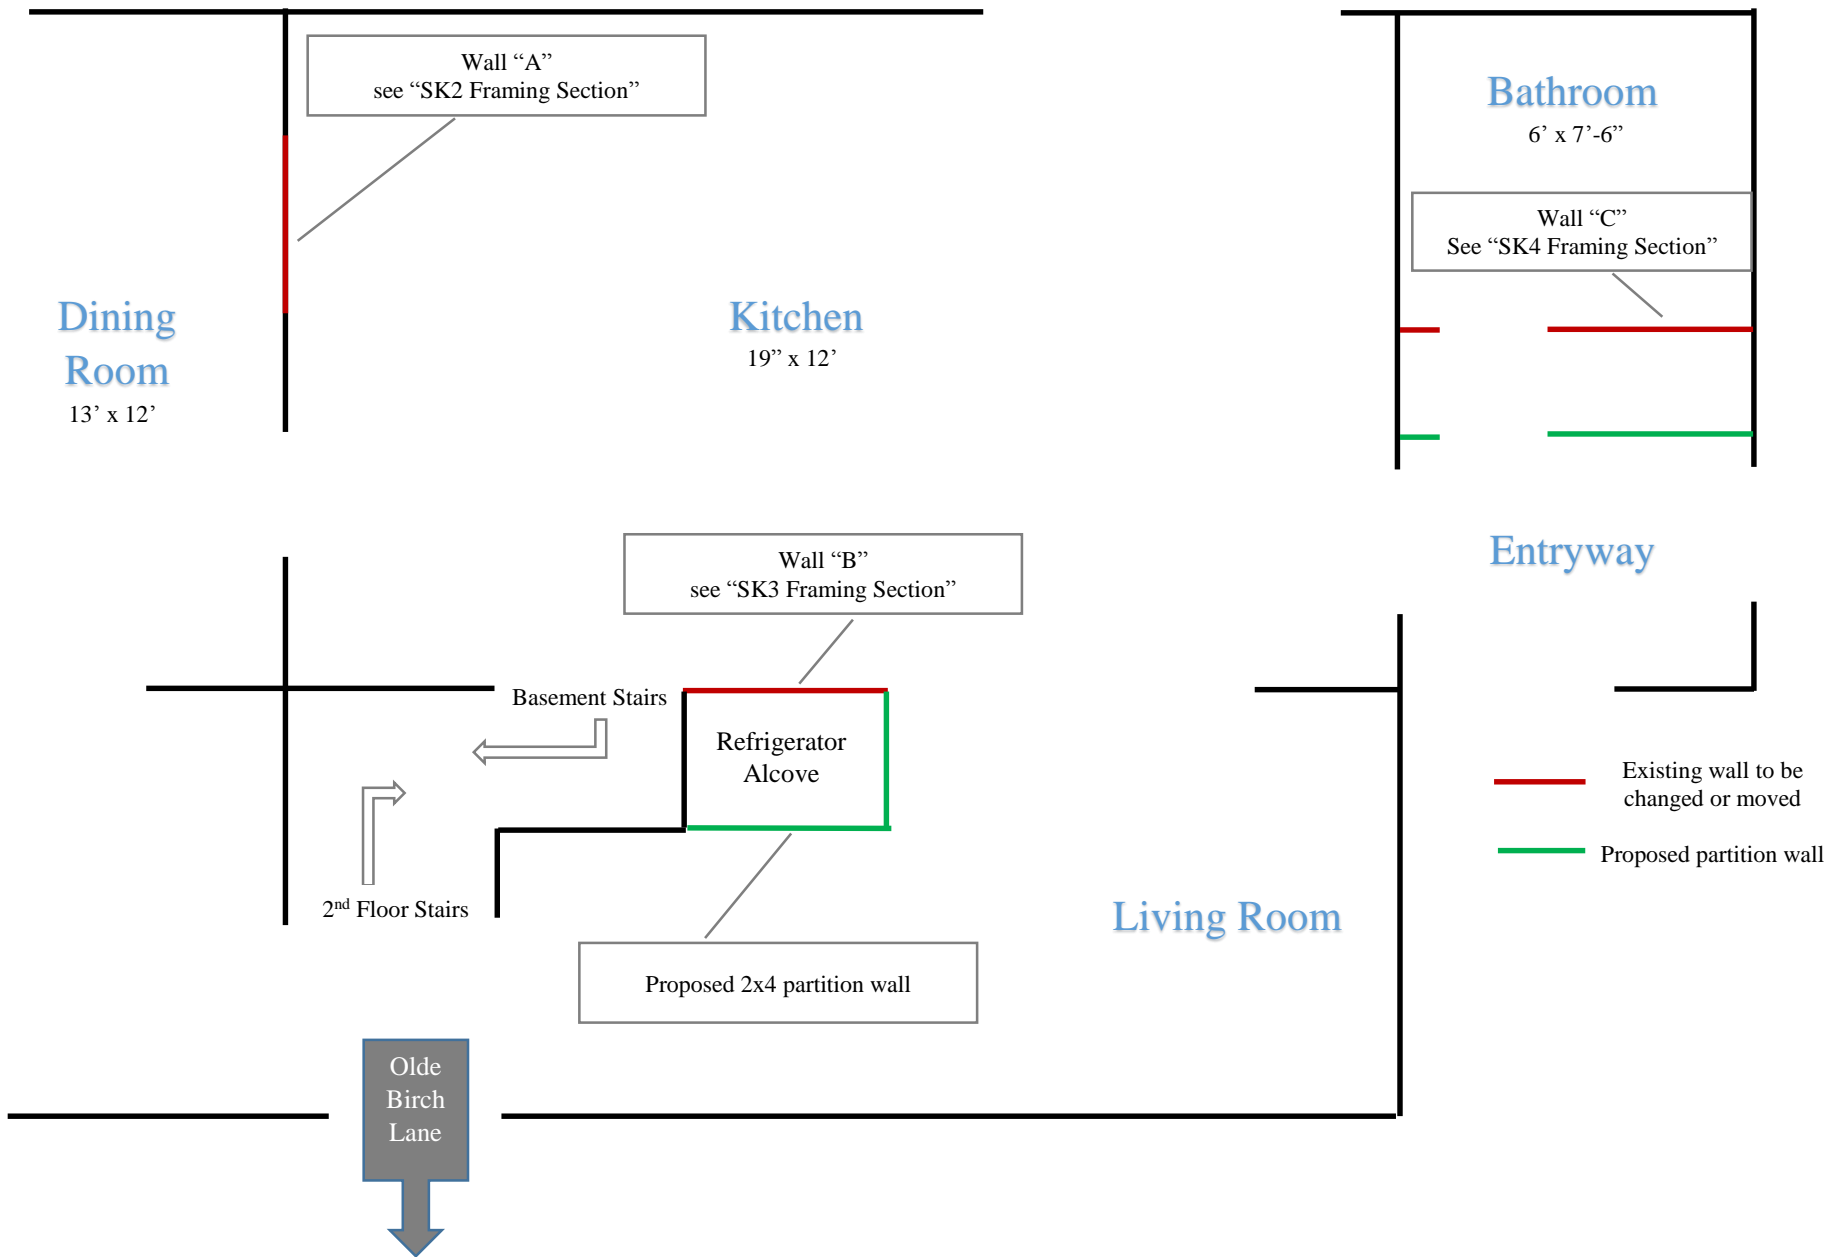 Wall “A”
see “SK2 Framing Section”
Bathroom
6’ x 7’-6”
Wall “C”
See “SK4 Framing Section”
Dining
Room
13’ x 12’
Kitchen
19” x 12’
Wall “B”
see “SK3 Framing Section”
Entryway
Basement Stairs
Refrigerator
Alcove
2nd Floor Stairs
Existing wall to be
changed or moved
Proposed partition wall
Living Room
Proposed 2x4 partition wall
Olde
Birch
Lane